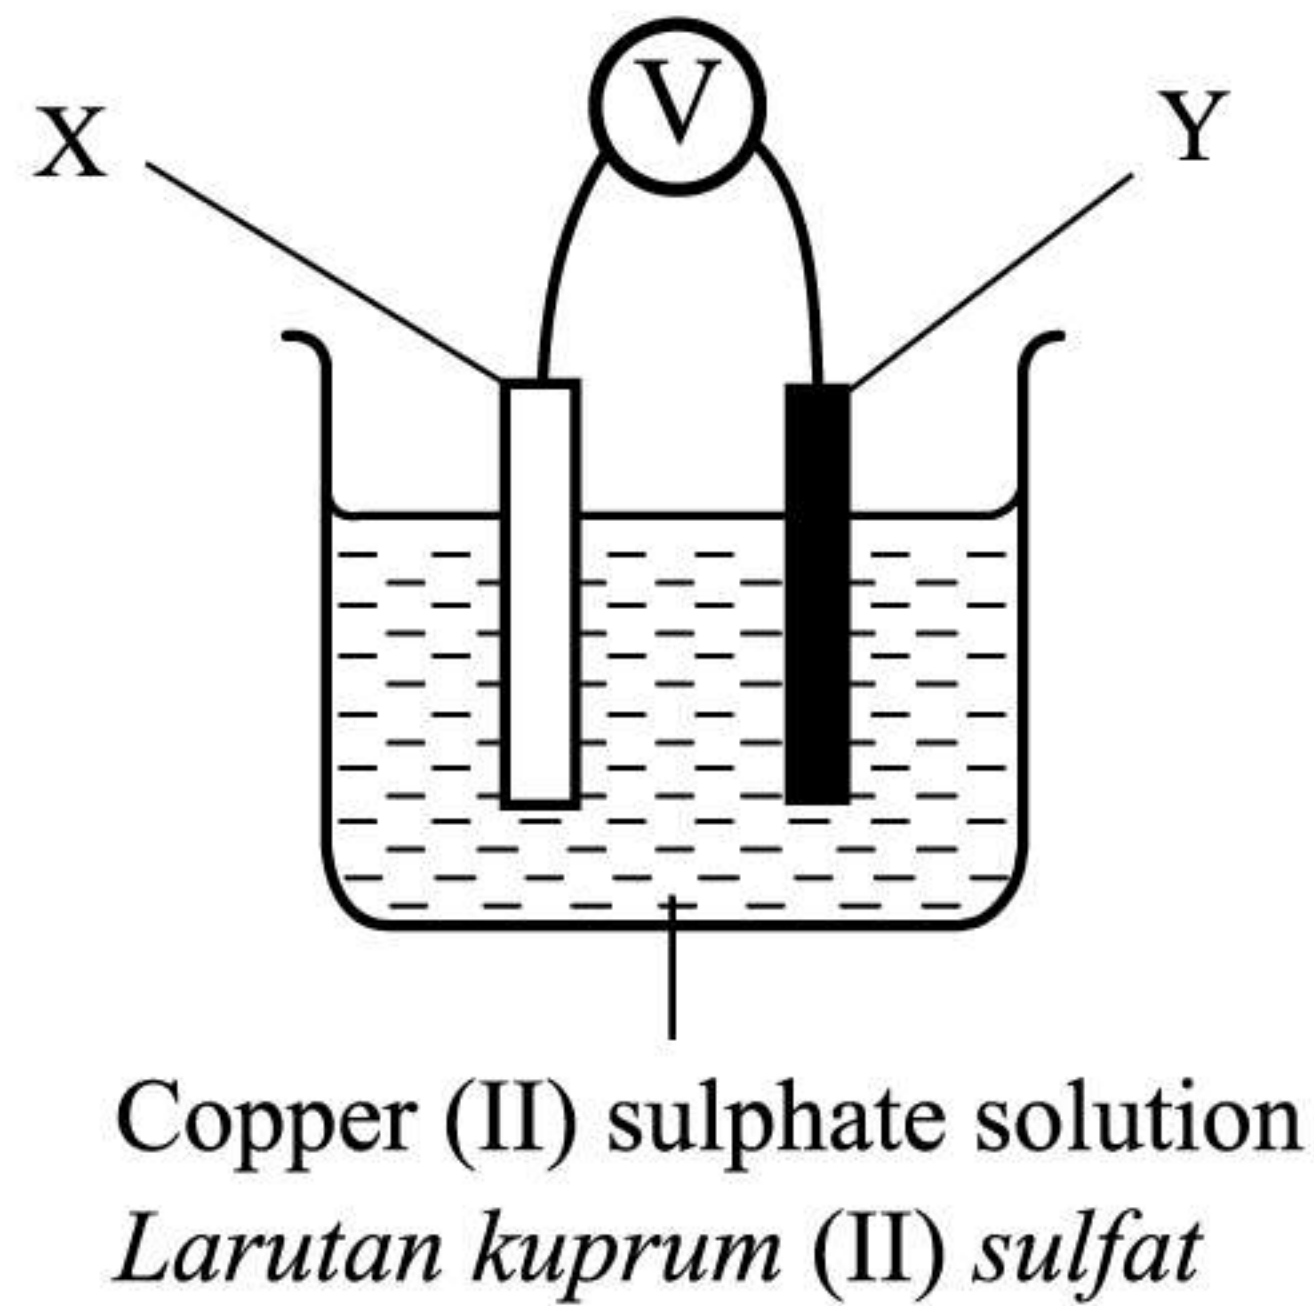 V
X
Y
Copper (II) sulphate solution
Larutan kuprum (II) sulfat